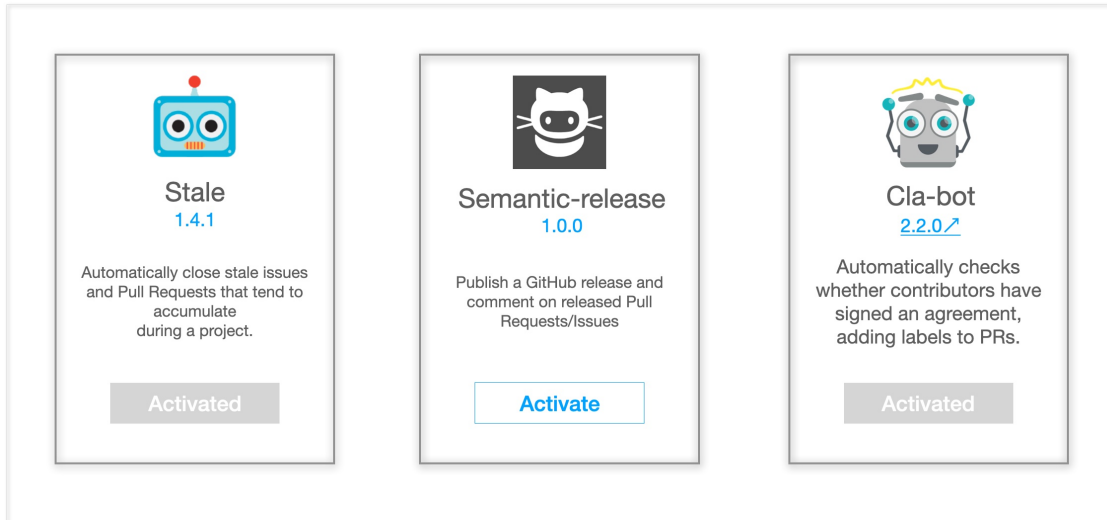 Stale
1.4.1
Automatically close stale issues
and Pull Requests that tend to
accumulate
during a project.
Activated
Semantic-release
1.0.0
Publish a GitHub release and
comment on released Pull
Requests/Issues
Activate
Cla-bot
2.2.0↗
Automatically checks
whether contributors have
signed an agreement,
adding labels to PRs.
Activated